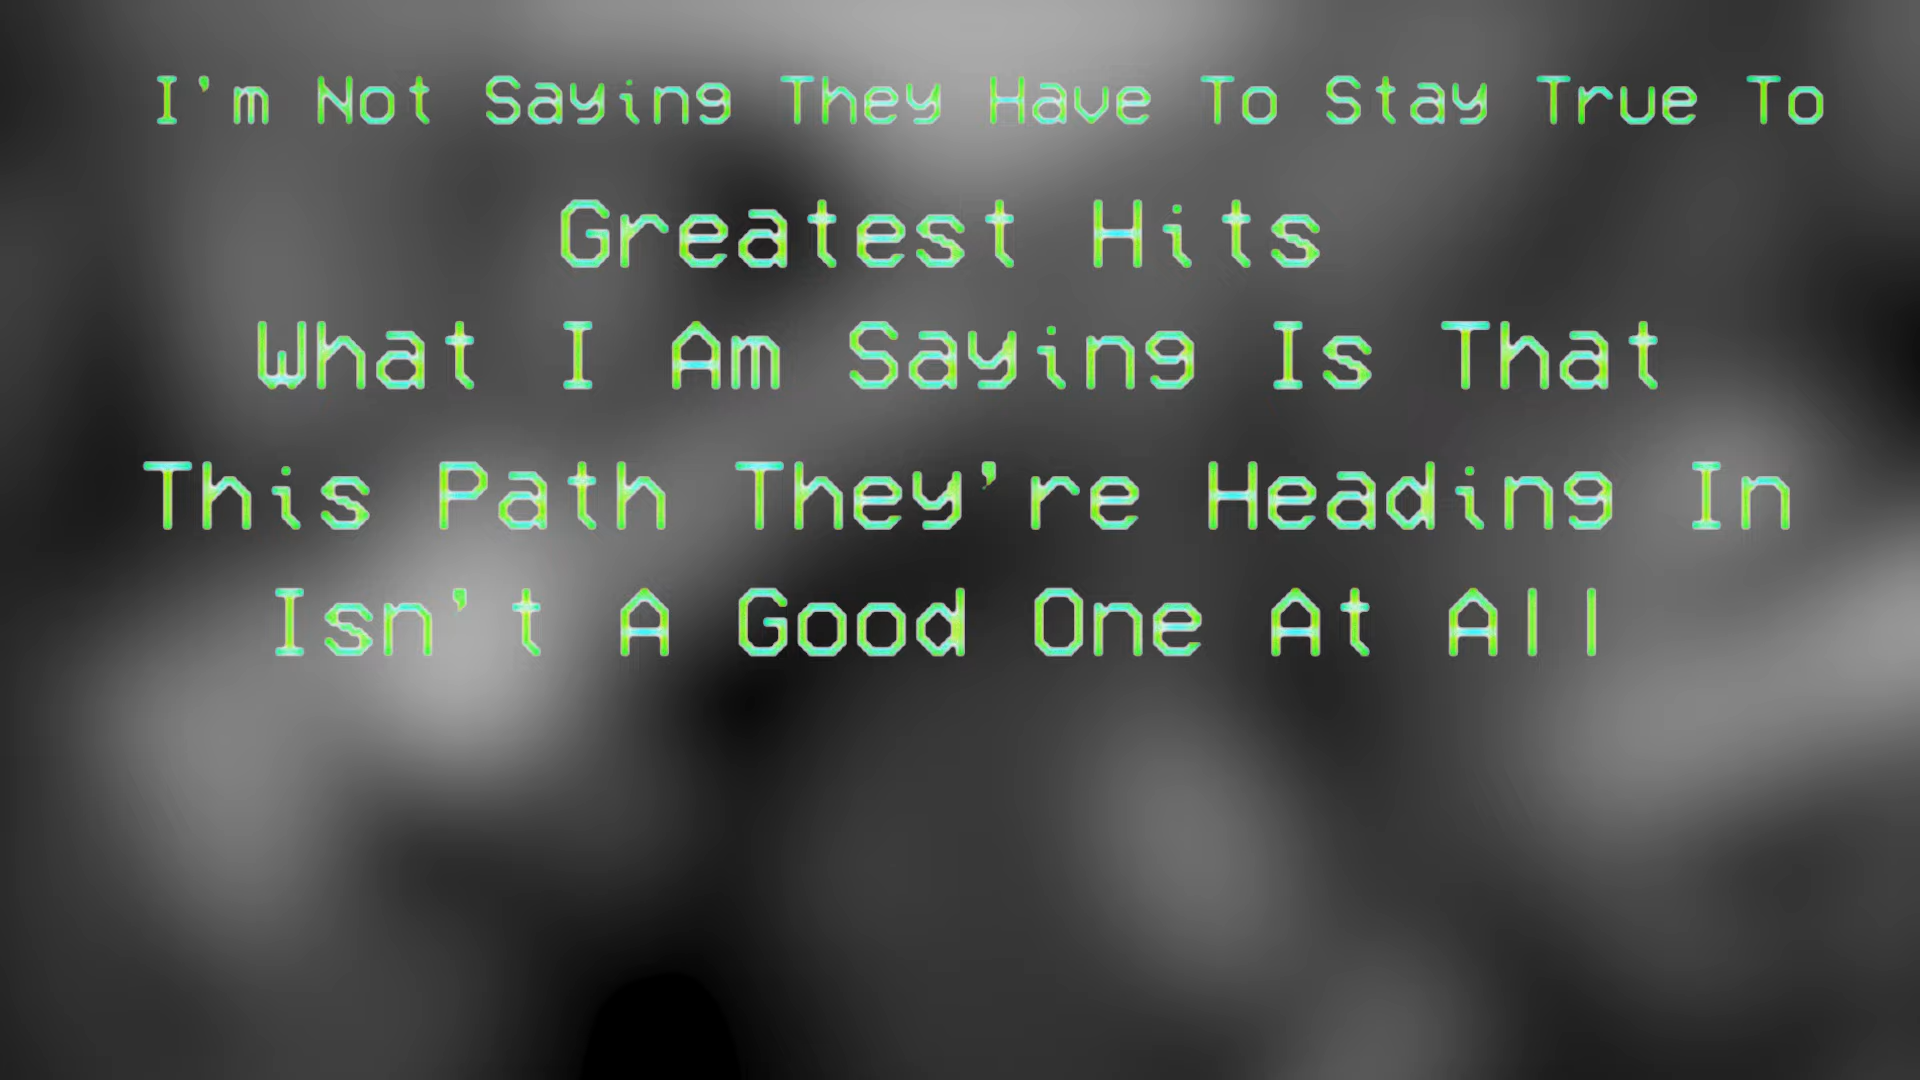 I'm Not Saying They Have To Stay True To
Greatest Hits
What I Am Saying Is That
This Path They're Heading In
Isn't A Good One At All